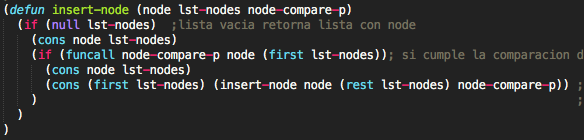 (defun insert-node (node lst-nodes node-compare-p)
(if (null lst-nodes) ;lista vacia retorna lista con node
(cons node lst-nodes)
(if (funcall node-compare-p node (first lst-nodes)); si cumple la comparacion d
(cons node lst-nodes)
(cons (first lst-nodes) (insert-node node (rest lst-nodes) node-compare-p)) ;
) ;
)
)